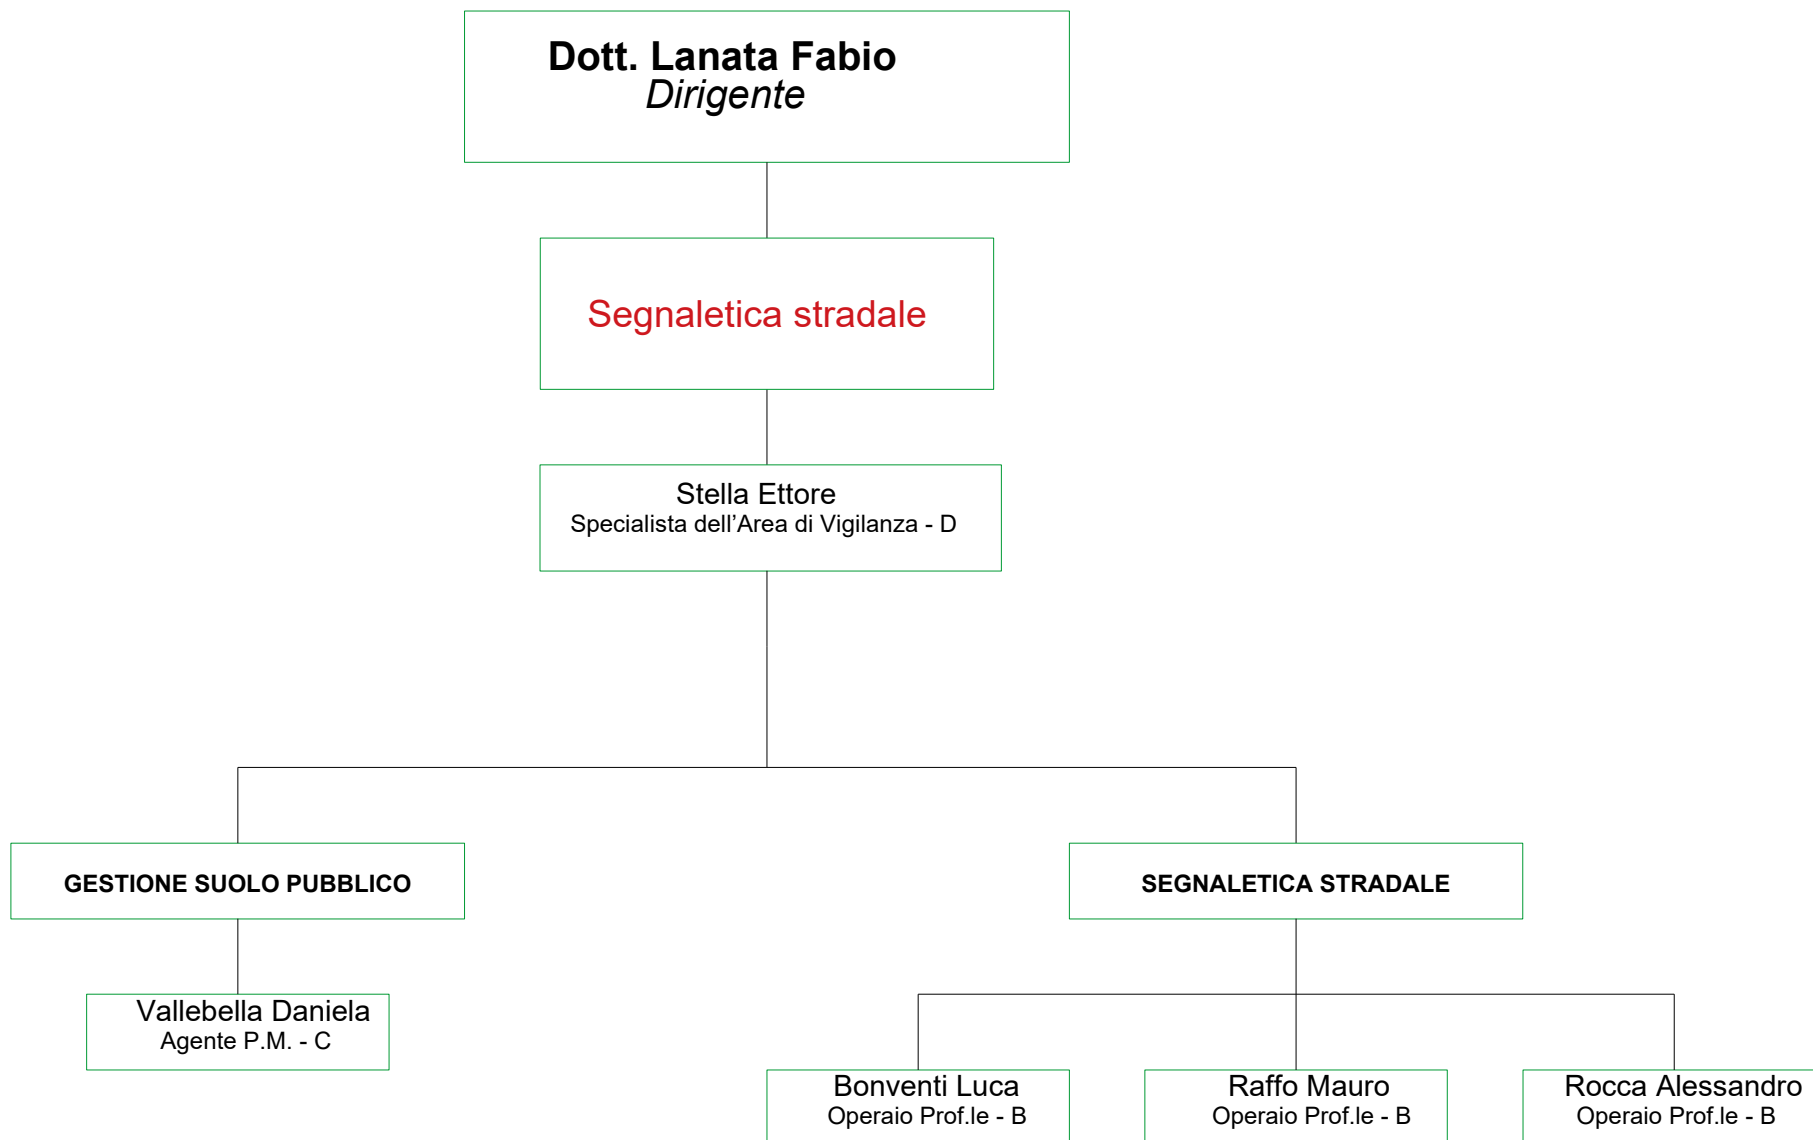 Dott. Lanata Fabio
Dirigente
Segnaletica stradale
Stella Ettore
Specialista dell’Area di Vigilanza - D
GESTIONE SUOLO PUBBLICO
SEGNALETICA STRADALE
Vallebella Daniela
Agente P.M. - C
Bonventi Luca
Operaio Prof.le - B
Raffo Mauro
Operaio Prof.le - B
Rocca Alessandro
Operaio Prof.le - B